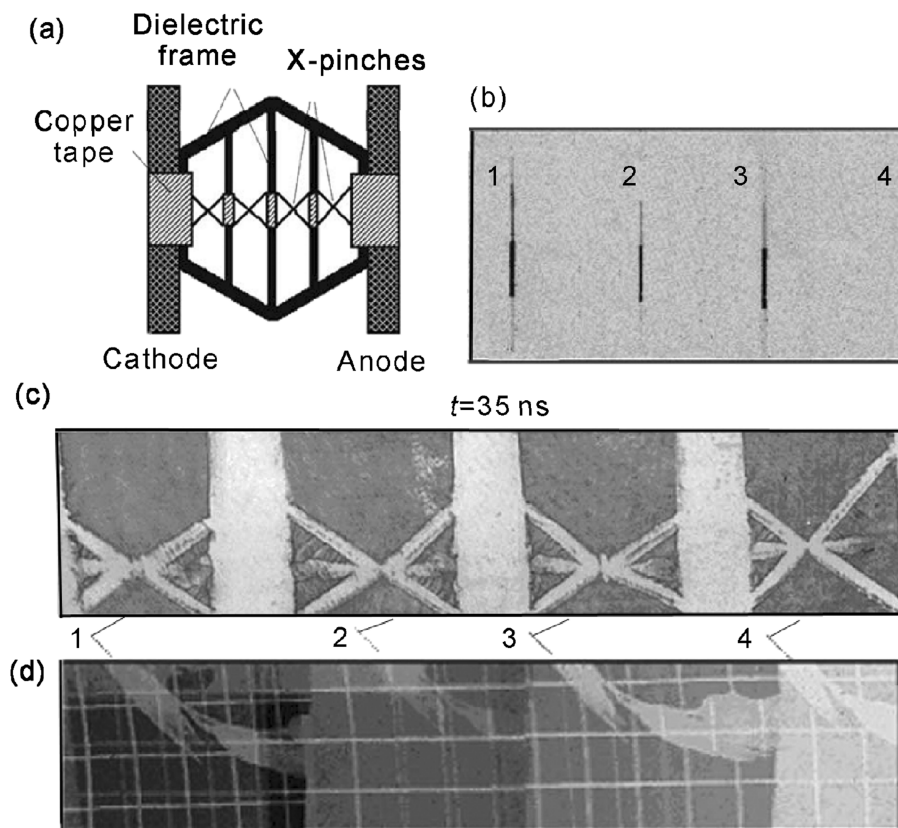 (a)
Dielectric
frame
X-pinches
Copper
tape
Cathode
Anode
(b)
1
2
3
4
(c)
t=35 ns
1
2
3
4
(d)